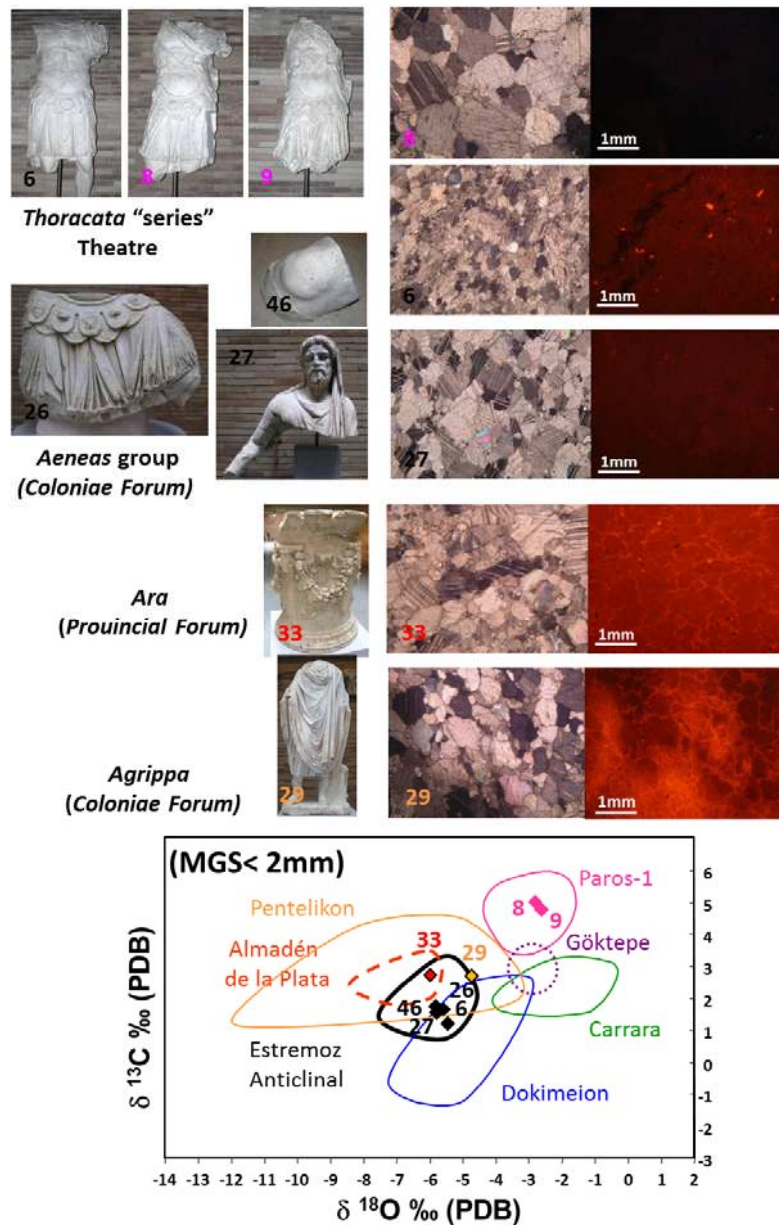 6
8
9
Thoracata “series”
Theatre
8
1mm
6
1mm
46
26
27
Aeneas group
(Coloniae Forum)
27
1mm
Ara
(Prouincial Forum)
33
33
1mm
Agrippa
(Coloniae Forum)
29
29
1mm
(MGS< 2mm)
Paros-1
8
9
Pentelikon
Göktepe
Almadén
de la Plata
33
29
26
46
6
27
Carrara
Estremoz
Anticlinal
Dokimeion
δ 13C ‰ (PDB)
6
5
4
3
2
1
0
-1
-2
-3
-14 -13 -12 -11 -10 -9 -8 -7 -6 -5 -4 -3 -2 -1 0 1 2
δ 18O ‰ (PDB)